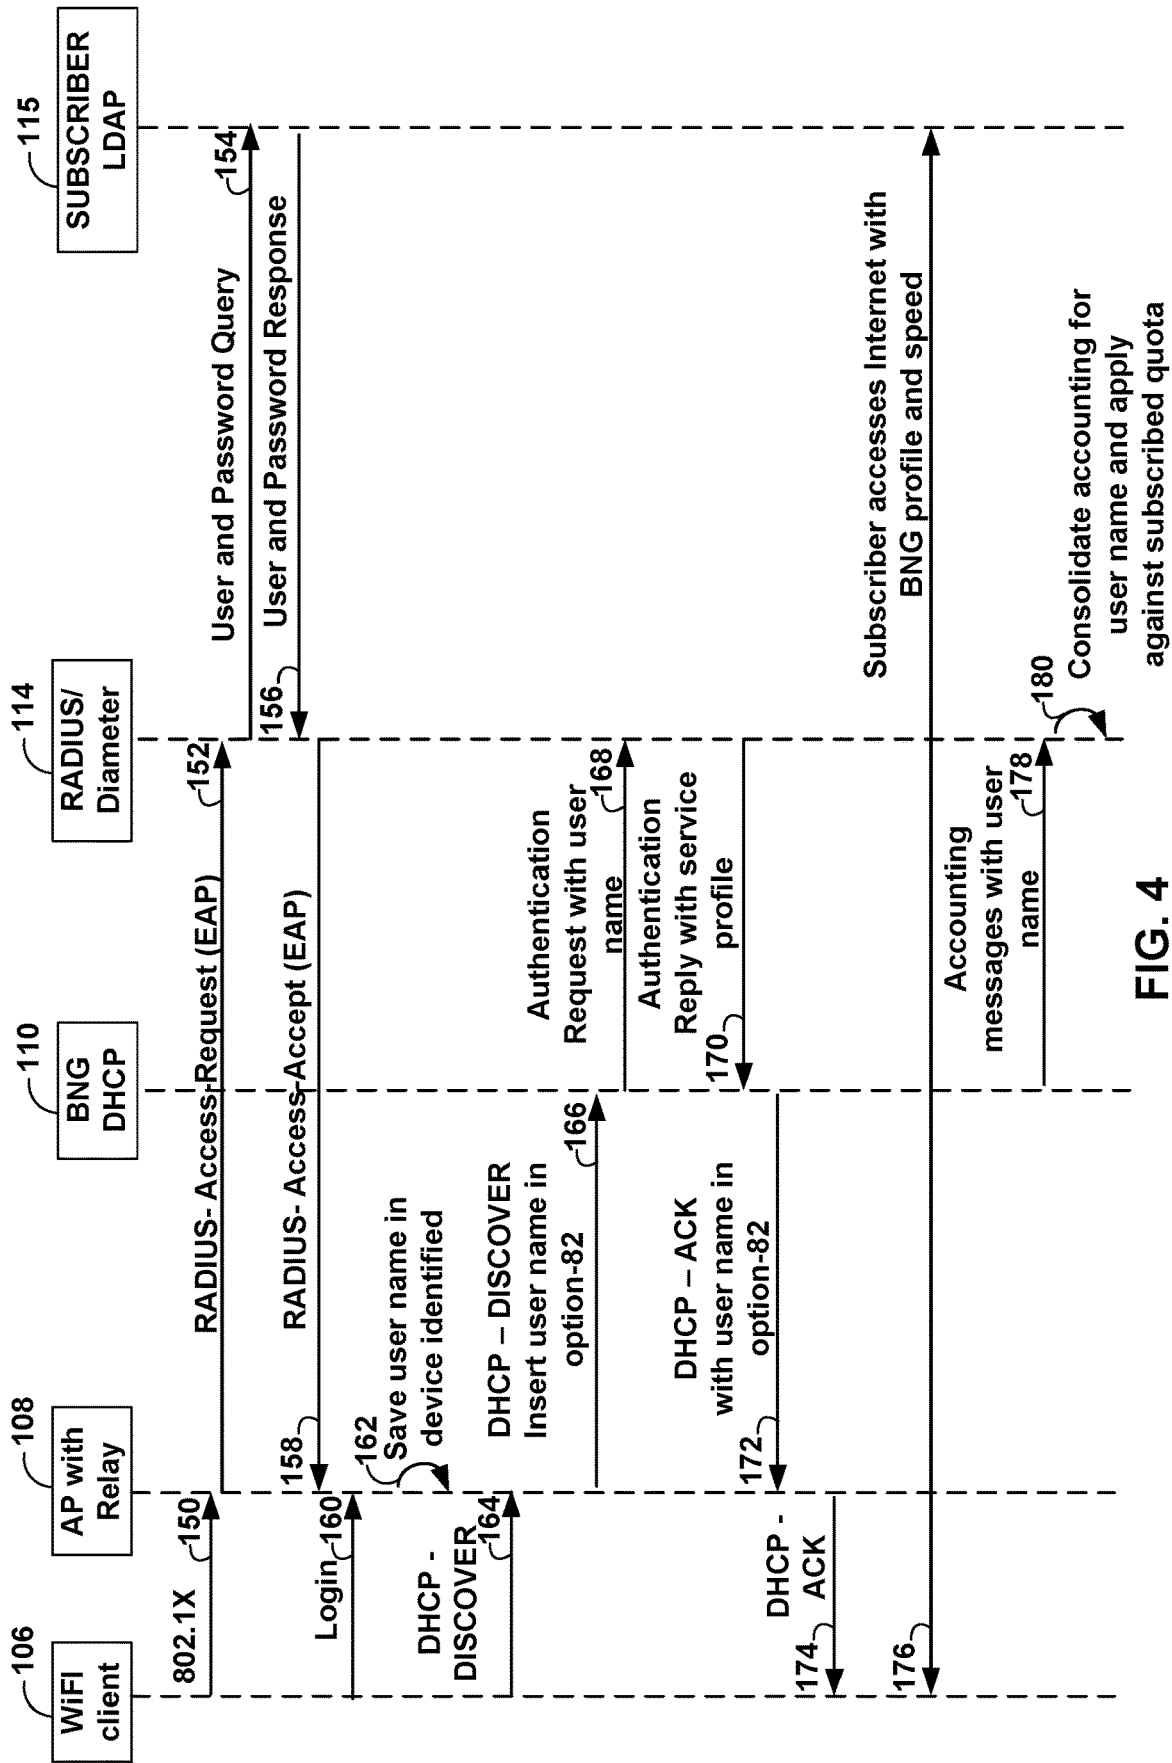 106
WiFI
client
108
AP with
Relay
110
BNG
DHCP
114
RADIUS/
Diameter
115
SUBSCRIBER
LDAP
802.1X
150
RADIUS- Access-Request (EAP)
152
User and Password Query
154
User and Password Response
156
RADIUS- Access-Accept (EAP)
158
Login
160
162
Save user name in
device identified
DHCP -
DISCOVER
164
DHCP – DISCOVER
Insert user name in
option-82
166
Authentication
Request with user
name
168
Authentication
Reply with service
profile
170
DHCP – ACK
with user name in
option-82
172
DHCP -
ACK
174
Subscriber accesses Internet with
BNG profile and speed
176
Accounting
messages with user
name
178
180
Consolidate accounting for
user name and apply
against subscribed quota
FIG. 4